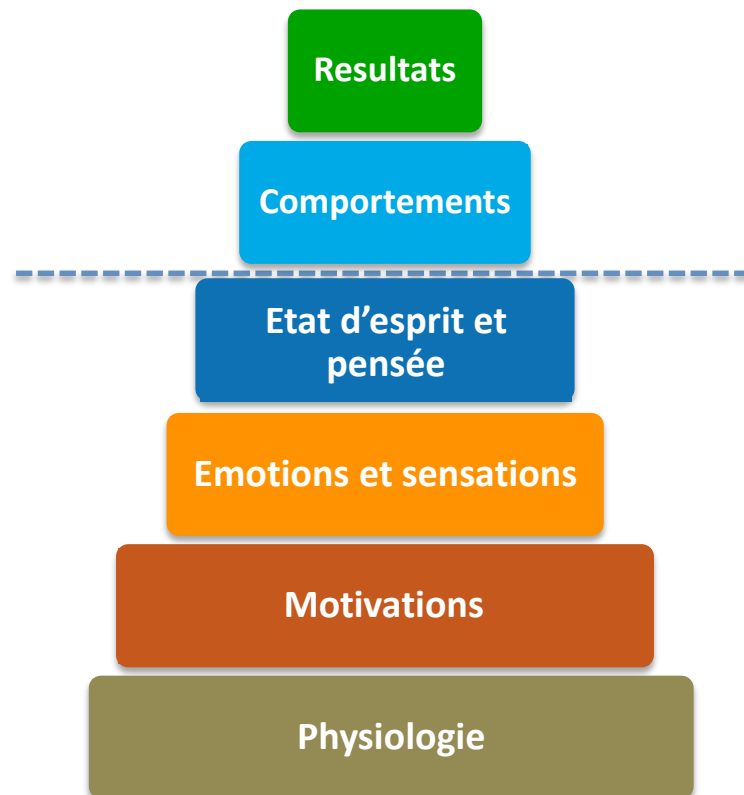 Resultats
Comportements
Etat d'esprit et
pensée
Emotions et sensations
Motivations
Physiologie